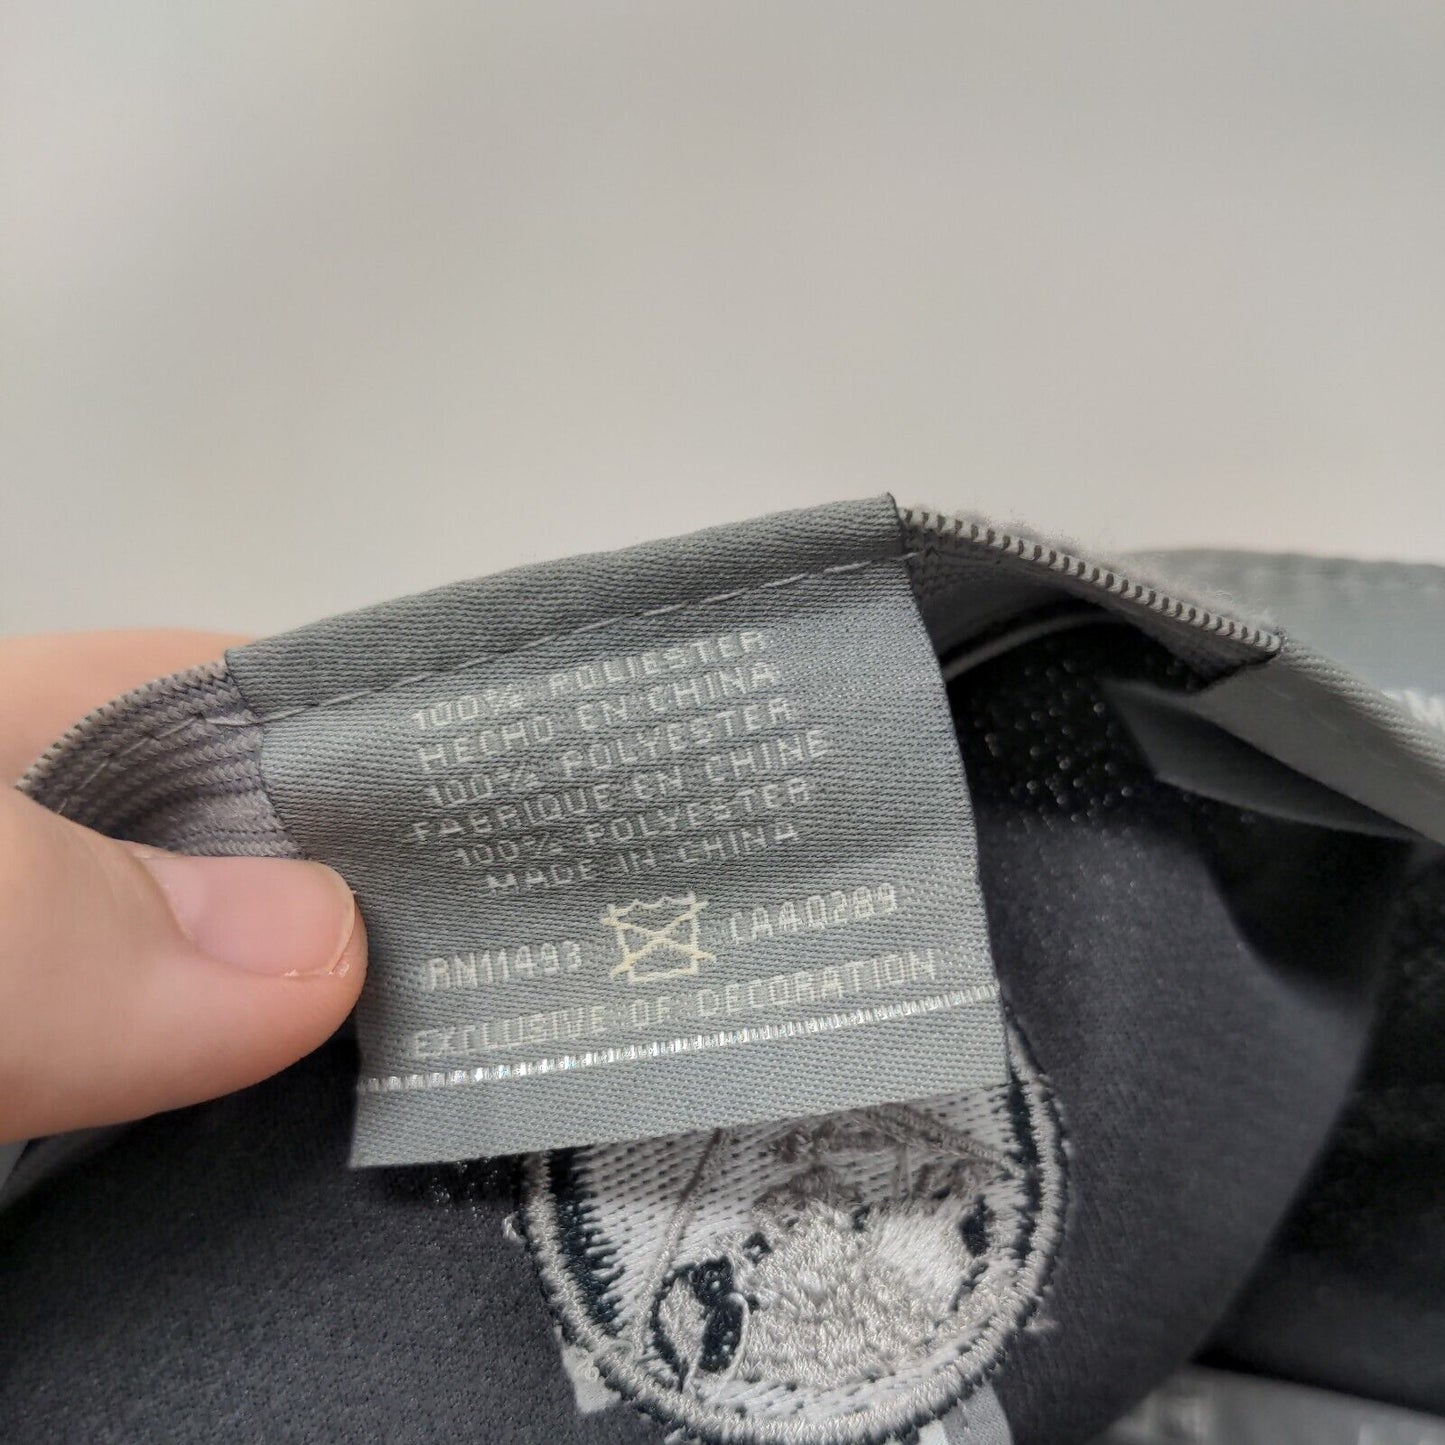 100% POLIESTER
HECHO EN CHINA
100% POLYESTER
FABRIQUE EN CHINE
100% POLYESTER
MADE IN CHINA
RN11493 CA40289
EXCLUSIVE OF DECORATION